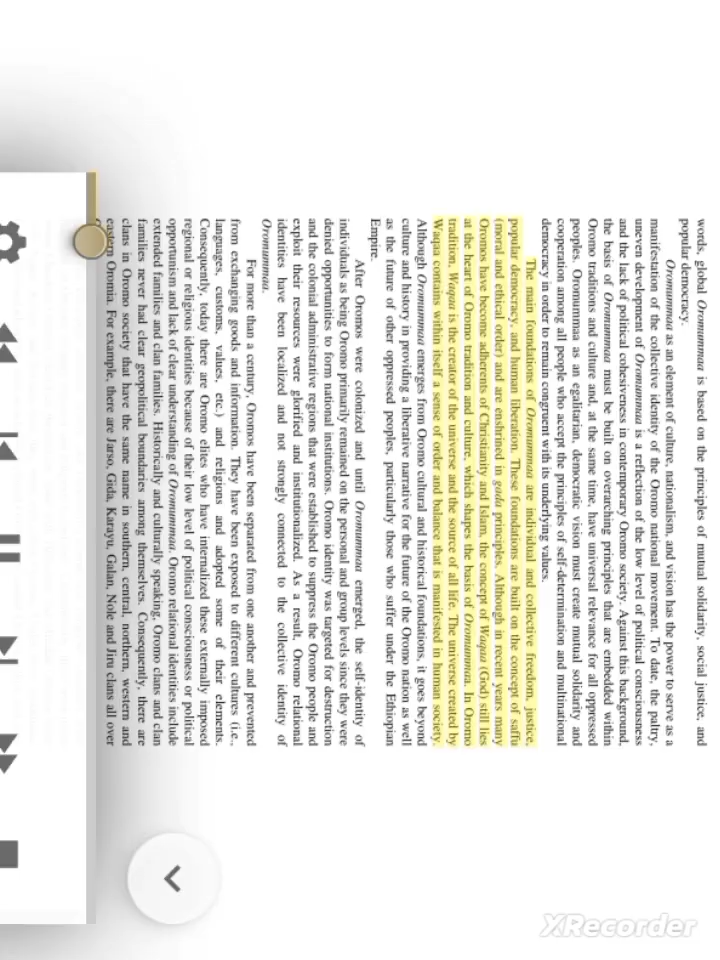 words, global Oromummaa is based on the principles of mutual solidarity, social justice, and
popular democracy.
Oromummaa as an element of culture, nationalism, and vision has the power to serve as a
manifestation of the collective identity of the Oromo national movement. To date, the paltry,
uneven development of Oromummaa is a reflection of the low level of political consciousness
and the lack of political cohesiveness in contemporary Oromo society. Against this background,
the basis of Oromummaa must be built on overarching principles that are embedded within
Oromo traditions and culture and, at the same time, have universal relevance for all oppressed
peoples. Oromummaa as an egalitarian, democratic vision must create mutual solidarity and
cooperation among all people who accept the principles of self-determination and multinational
democracy in order to remain congruent with its underlying values.
The main foundations of Oromummaa are individual and collective freedom, justice,
popular democracy, and human liberation. These foundations are built on the concept of saffu
(moral and ethical order) and are enshrined in gada principles. Although in recent years many
Oromos have become adherents of Christianity and Islam, the concept of Waqaa (God) still lies
at the heart of Oromo tradition and culture, which shapes the basis of Oromummaa. In Oromo
tradition, Waqaa is the creator of the universe and the source of all life. The universe created by
Waqaa contains within itself a sense of order and balance that is manifested in human society.
Although Oromummaa emerges from Oromo cultural and historical foundations, it goes beyond
culture and history in providing a liberative narrative for the future of the Oromo nation as well
as the future of other oppressed peoples, particularly those who suffer under the Ethiopian
Empire.
After Oromos were colonized and until Oromummaa emerged, the self-identity of
individuals as being Oromo primarily remained on the personal and group levels since they were
denied opportunities to form national institutions. Oromo identity was targeted for destruction
and the colonial administrative regions that were established to suppress the Oromo people and
exploit their resources were glorified and institutionalized. As a result, Oromo relational
identities have been localized and not strongly connected to the collective identity of
Oromummaa.
For more than a century, Oromos have been separated from one another and prevented
from exchanging goods and information. They have been exposed to different cultures (i.e.,
languages, customs, values, etc.) and religions and adopted some of their elements.
Consequently, today there are Oromo elites who have internalized these externally imposed
regional or religious identities because of their low level of political consciousness or political
opportunism and lack of clear understanding of Oromummaa. Oromo relational identities include
extended families and clan families. Historically and culturally speaking, Oromo clans and clan
families never had clear geopolitical boundaries among themselves. Consequently, there are
clans in Oromo society that have the same name in southern, central, northern, western and
eastern Oromia. For example, there are Jarso, Gida, Karayu, Galan, Nole and Jiru clans all over
XRecorder